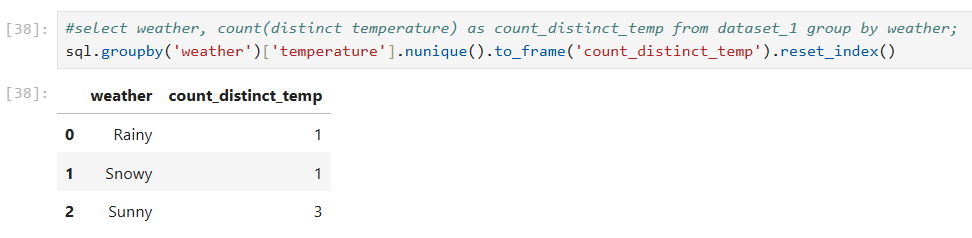 [38]: #select weather, count(distinct temperature) as count_distinct_temp from dataset_1 group by weather;
sql.groupby('weather')['temperature'].nunique().to_frame('count_distinct_temp').reset_index()
[38]:
weather count_distinct_temp
0 Rainy 1
1 Snowy 1
2 Sunny 3